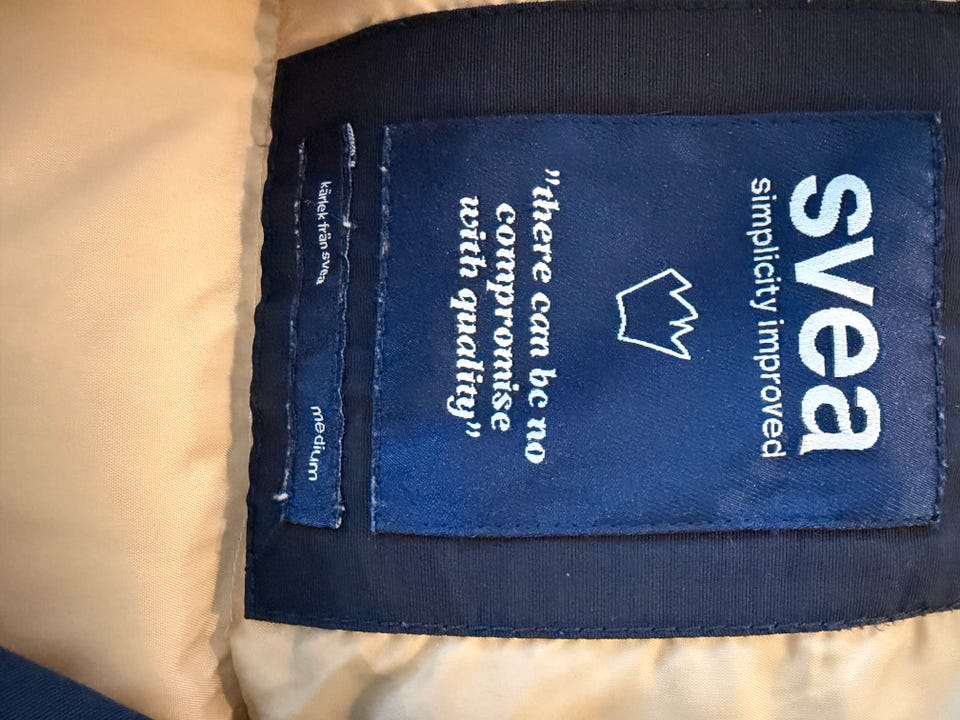 svea
simplicity improved
"there can be no
compromise
with quality"
kärlek från svea
medium